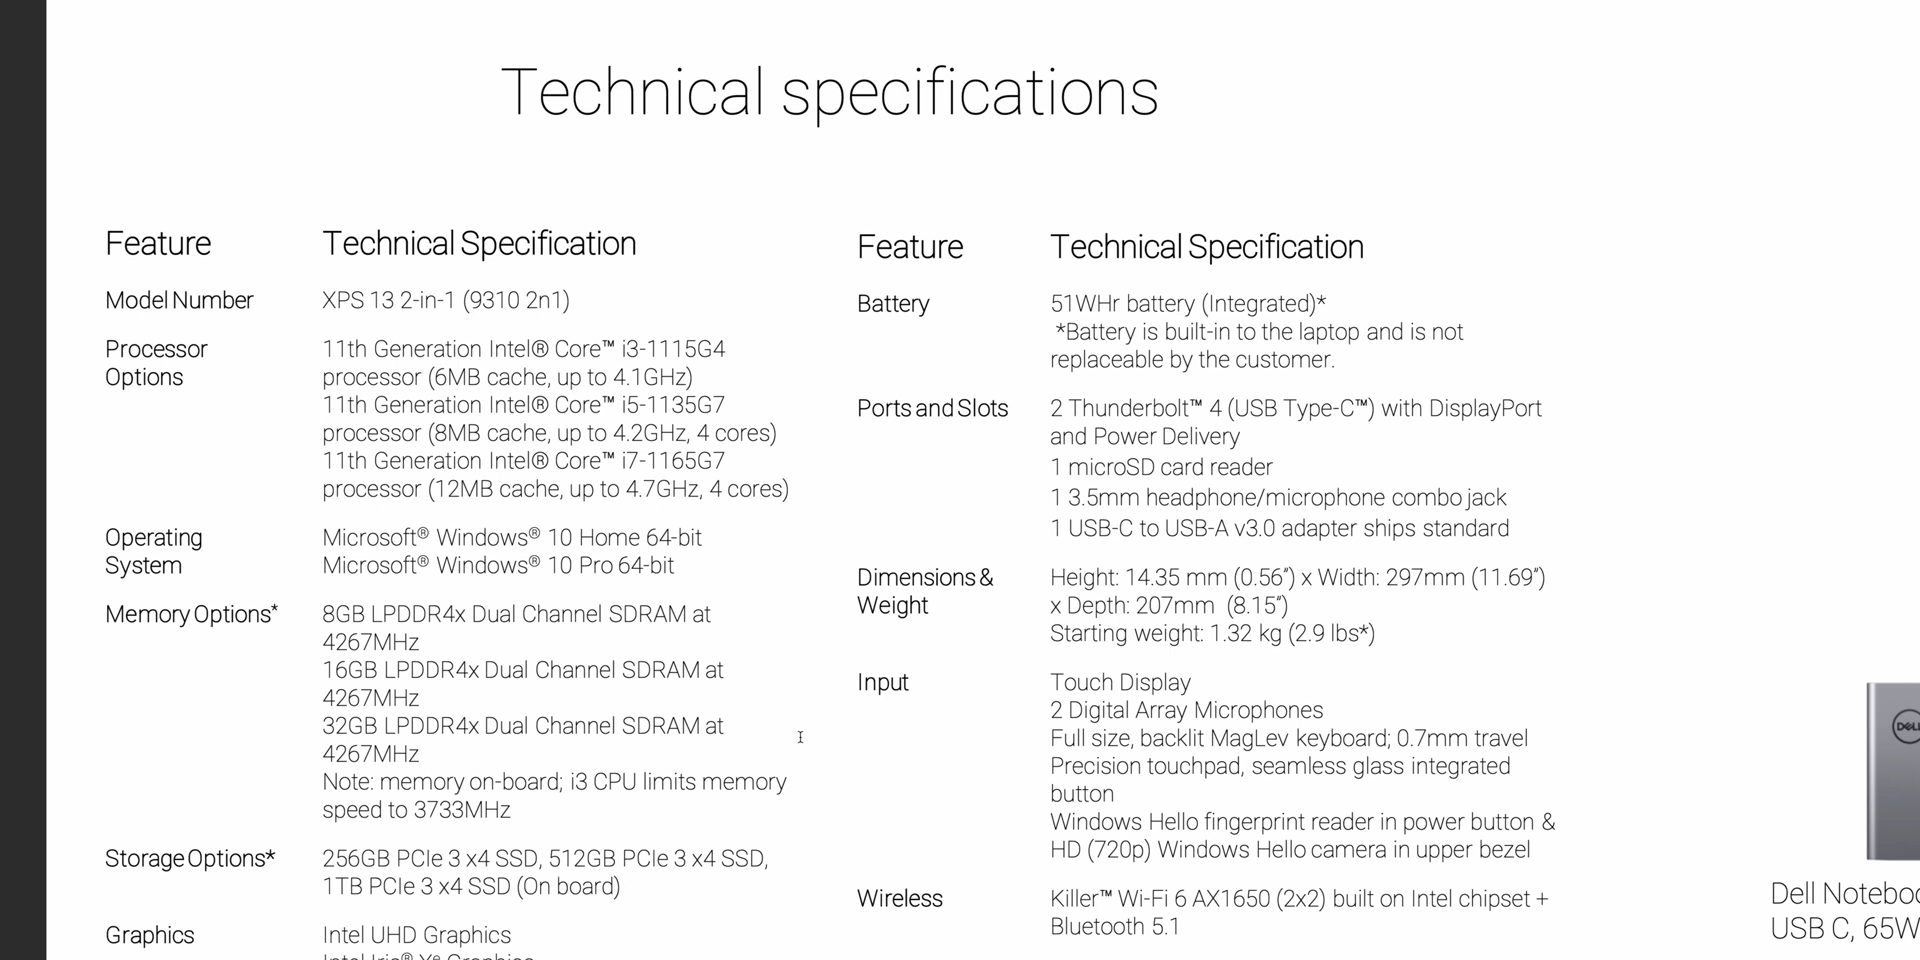 Technical specifications
Feature
Technical Specification
Model Number
XPS 13 2-in-1 (9310 2n1)
Processor
Options
11th Generation Intel® Core™ i3-1115G4
processor (6MB cache, up to 4.1GHz)
11th Generation Intel® Core™ i5-1135G7
processor (8MB cache, up to 4.2GHz, 4 cores)
11th Generation Intel® Core™ i7-1165G7
processor (12MB cache, up to 4.7GHz, 4 cores)
Operating
System
Microsoft® Windows® 10 Home 64-bit
Microsoft® Windows® 10 Pro 64-bit
Memory Options*
8GB LPDDR4x Dual Channel SDRAM at
4267MHz
16GB LPDDR4x Dual Channel SDRAM at
4267MHz
32GB LPDDR4x Dual Channel SDRAM at
4267MHz
Note: memory on-board; i3 CPU limits memory
speed to 3733MHz
Storage Options*
256GB PCIe 3 x4 SSD, 512GB PCIe 3 x4 SSD,
1TB PCIe 3 x4 SSD (On board)
Graphics
Intel UHD Graphics
Feature
Technical Specification
Battery
51WHr battery (Integrated)*
*Battery is built-in to the laptop and is not
replaceable by the customer.
Ports and Slots
2 Thunderbolt™ 4 (USB Type-C™) with DisplayPort
and Power Delivery
1 microSD card reader
1 3.5mm headphone/microphone combo jack
1 USB-C to USB-A v3.0 adapter ships standard
Dimensions &
Weight
Height: 14.35 mm (0.56”) x Width: 297mm (11.69”)
x Depth: 207mm (8.15”)
Starting weight: 1.32 kg (2.9 lbs*)
Input
Touch Display
2 Digital Array Microphones
Full size, backlit MagLev keyboard; 0.7mm travel
Precision touchpad, seamless glass integrated
button
Windows Hello fingerprint reader in power button &
HD (720p) Windows Hello camera in upper bezel
Wireless
Killer™ Wi-Fi 6 AX1650 (2x2) built on Intel chipset +
Bluetooth 5.1
Dell
USB C, 65W